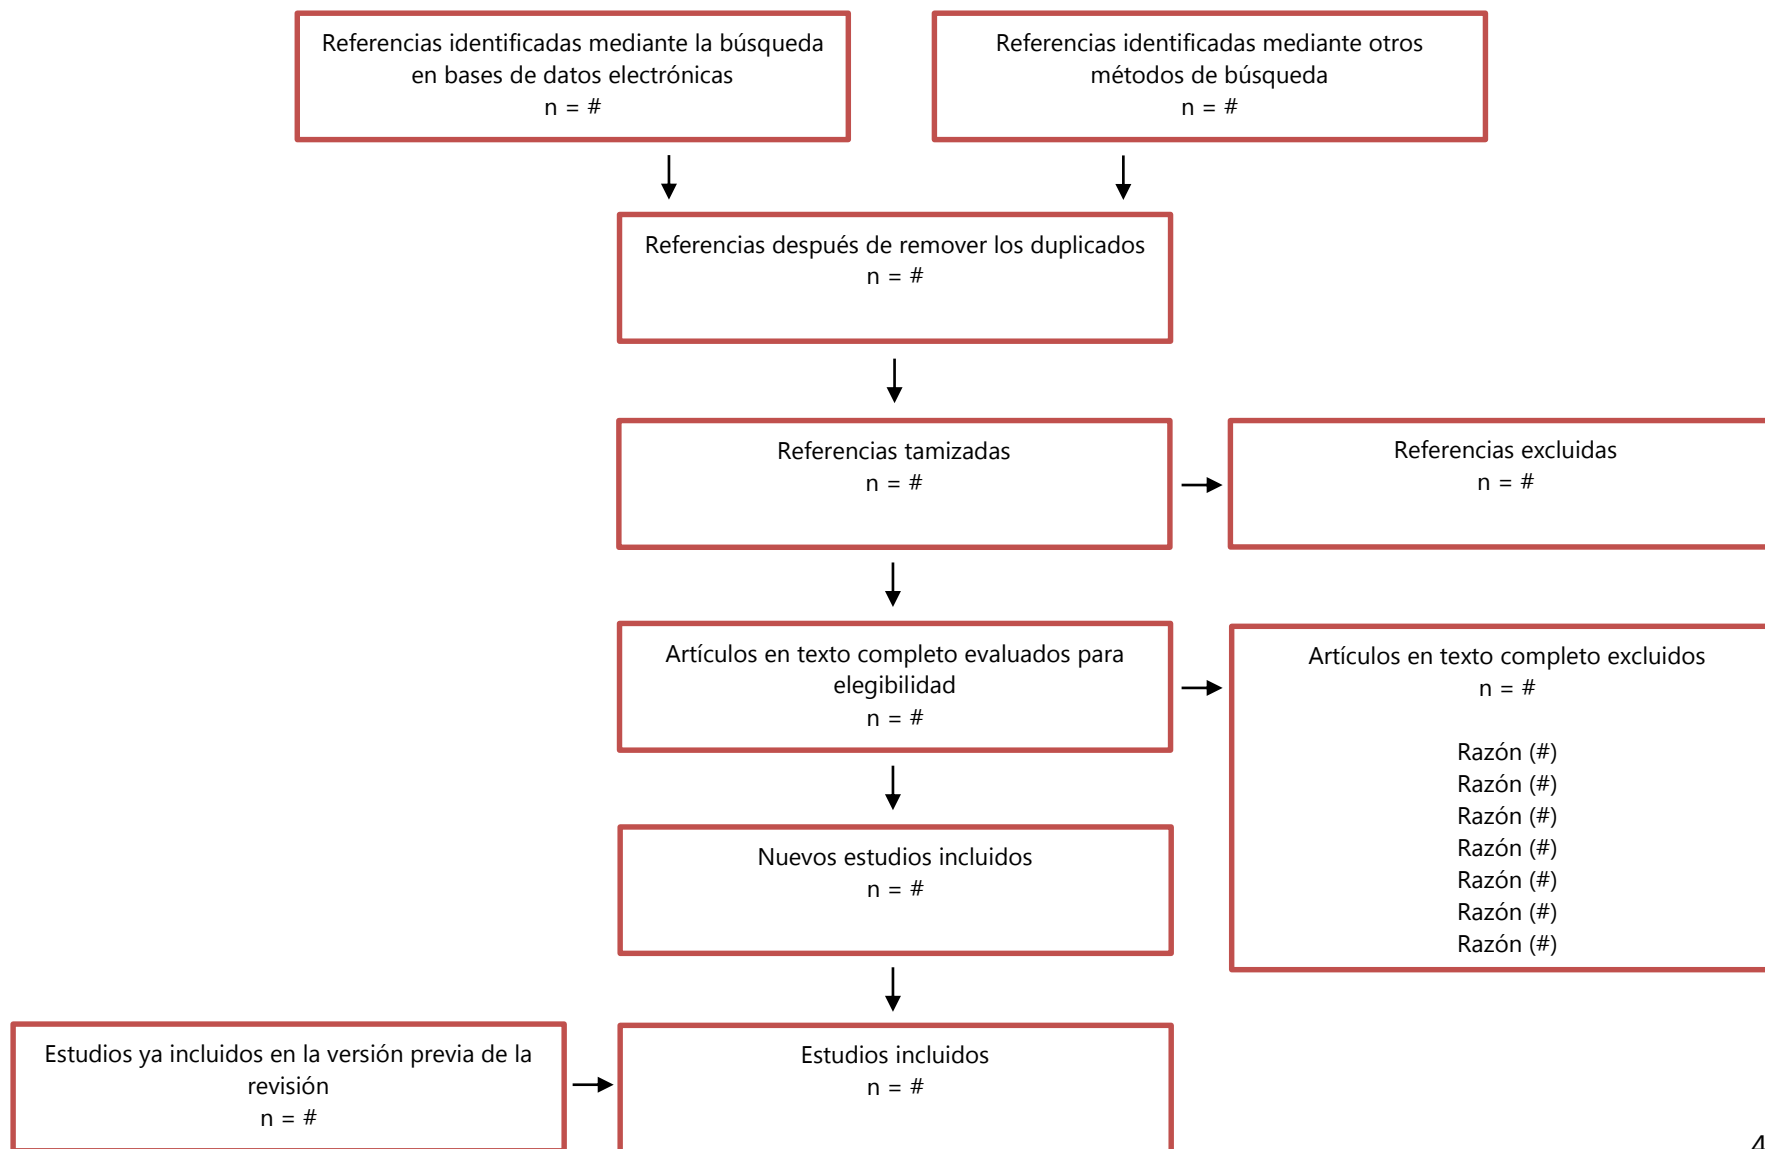 Referencias identificadas mediante la búsqueda
en bases de datos electrónicas
n = #
Referencias identificadas mediante otros
métodos de búsqueda
n = #
Referencias después de remover los duplicados
n = #
Referencias tamizadas
n = #
Referencias excluidas
n = #
Artículos en texto completo evaluados para
elegibilidad
n = #
Artículos en texto completo excluidos
n = #
Razón (#)
Razón (#)
Razón (#)
Razón (#)
Razón (#)
Razón (#)
Razón (#)
Nuevos estudios incluidos
n = #
Estudios ya incluidos en la versión previa de la
revisión
n = #
Estudios incluidos
n = #
4